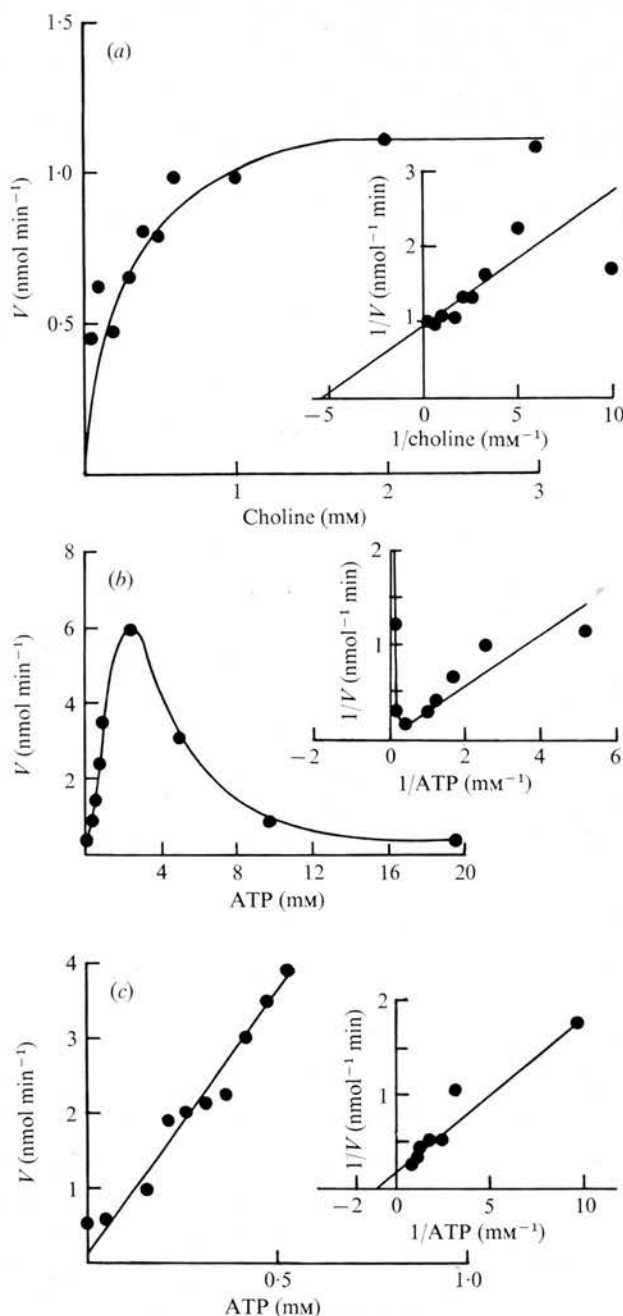 (a)
1·5
1·0
0·5
V (nmol min⁻¹)
1
2
3
Choline (mM)
3
2
1
1/V (nmol⁻¹ min)
−5
0
5
10
1/choline (mM⁻¹)
(b)
8
6
4
2
V (nmol min⁻¹)
4
8
12
16
20
ATP (mM)
2
1
1/V (nmol⁻¹ min)
−2
0
2
4
6
1/ATP (mM⁻¹)
(c)
4
3
2
1
V (nmol min⁻¹)
0·5
1·0
ATP (mM)
2
1
1/V (nmol⁻¹ min)
−2
0
5
10
1/ATP (mM⁻¹)